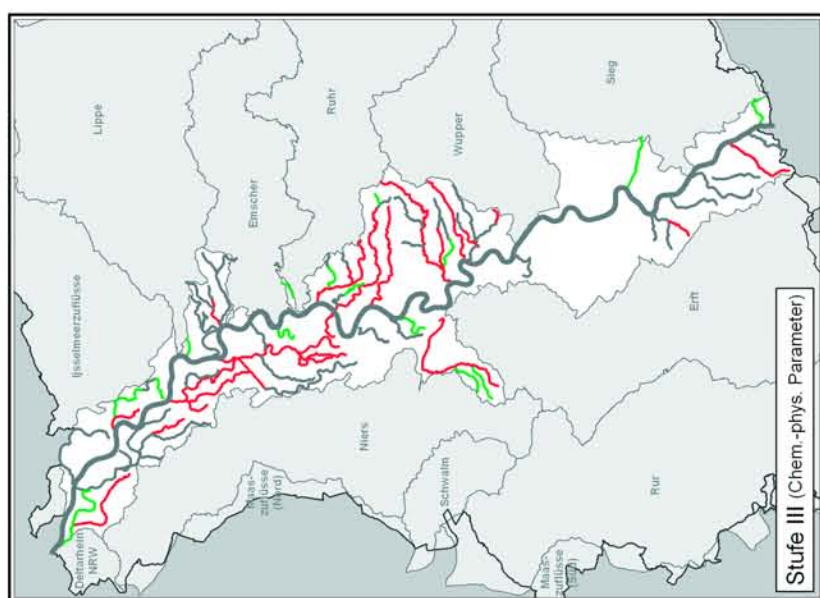 Lippe
Ijsselmeerzuflüsse
Emscher
Ruhr
Wupper
Sieg
Deltarhein
NRW
Maas-
zuflüsse
(Nord)
Niers
Schwalm
Erft
Rur
Maas-
zuflüsse
(Süd)
Stufe III (Chem.-phys. Parameter)